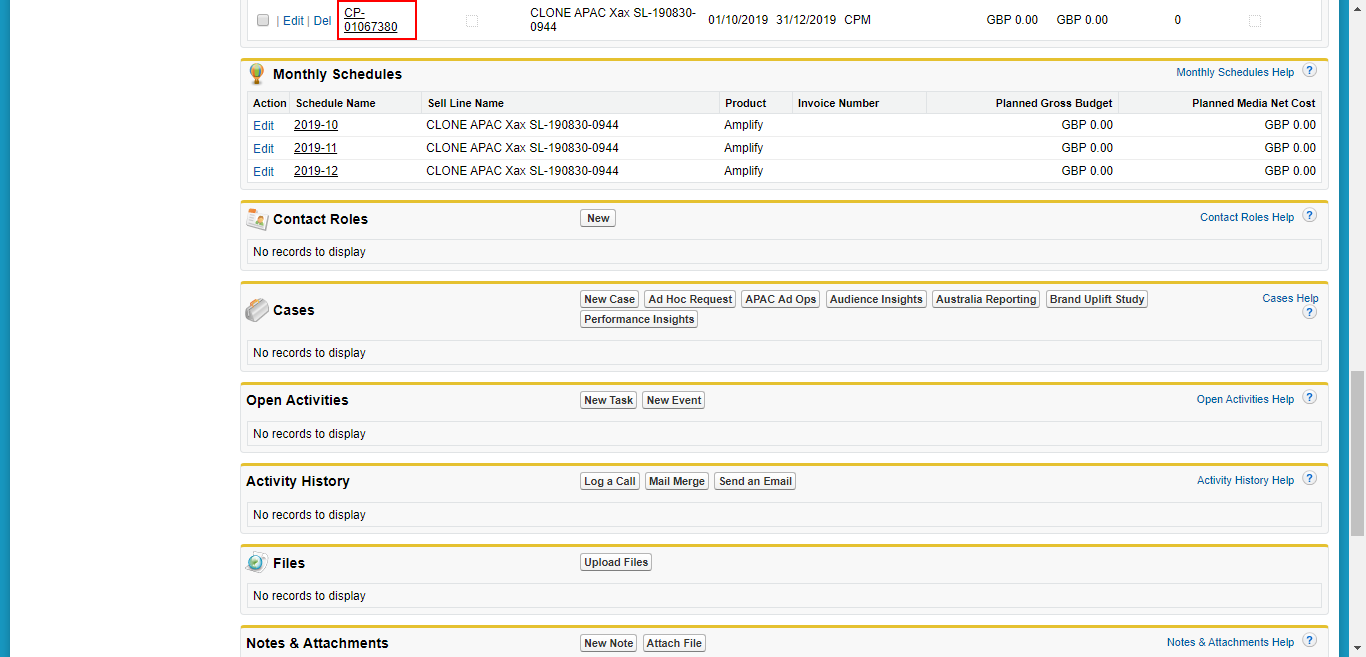 | Edit | Del CP-01067380 CLONE APAC Xax SL-190830-0944 01/10/2019 31/12/2019 CPM GBP 0.00 GBP 0.00 0
Monthly Schedules Monthly Schedules Help ?
Action Schedule Name Sell Line Name Product Invoice Number Planned Gross Budget Planned Media Net Cost
Edit 2019-10 CLONE APAC Xax SL-190830-0944 Amplify GBP 0.00 GBP 0.00
Edit 2019-11 CLONE APAC Xax SL-190830-0944 Amplify GBP 0.00 GBP 0.00
Edit 2019-12 CLONE APAC Xax SL-190830-0944 Amplify GBP 0.00 GBP 0.00
Contact Roles New Contact Roles Help ?
No records to display
Cases New Case Ad Hoc Request APAC Ad Ops Audience Insights Australia Reporting Brand Uplift Study Cases Help ?
Performance Insights
No records to display
Open Activities New Task New Event Open Activities Help ?
No records to display
Activity History Log a Call Mail Merge Send an Email Activity History Help ?
No records to display
Files Upload Files
No records to display
Notes & Attachments New Note Attach File Notes & Attachments Help ?